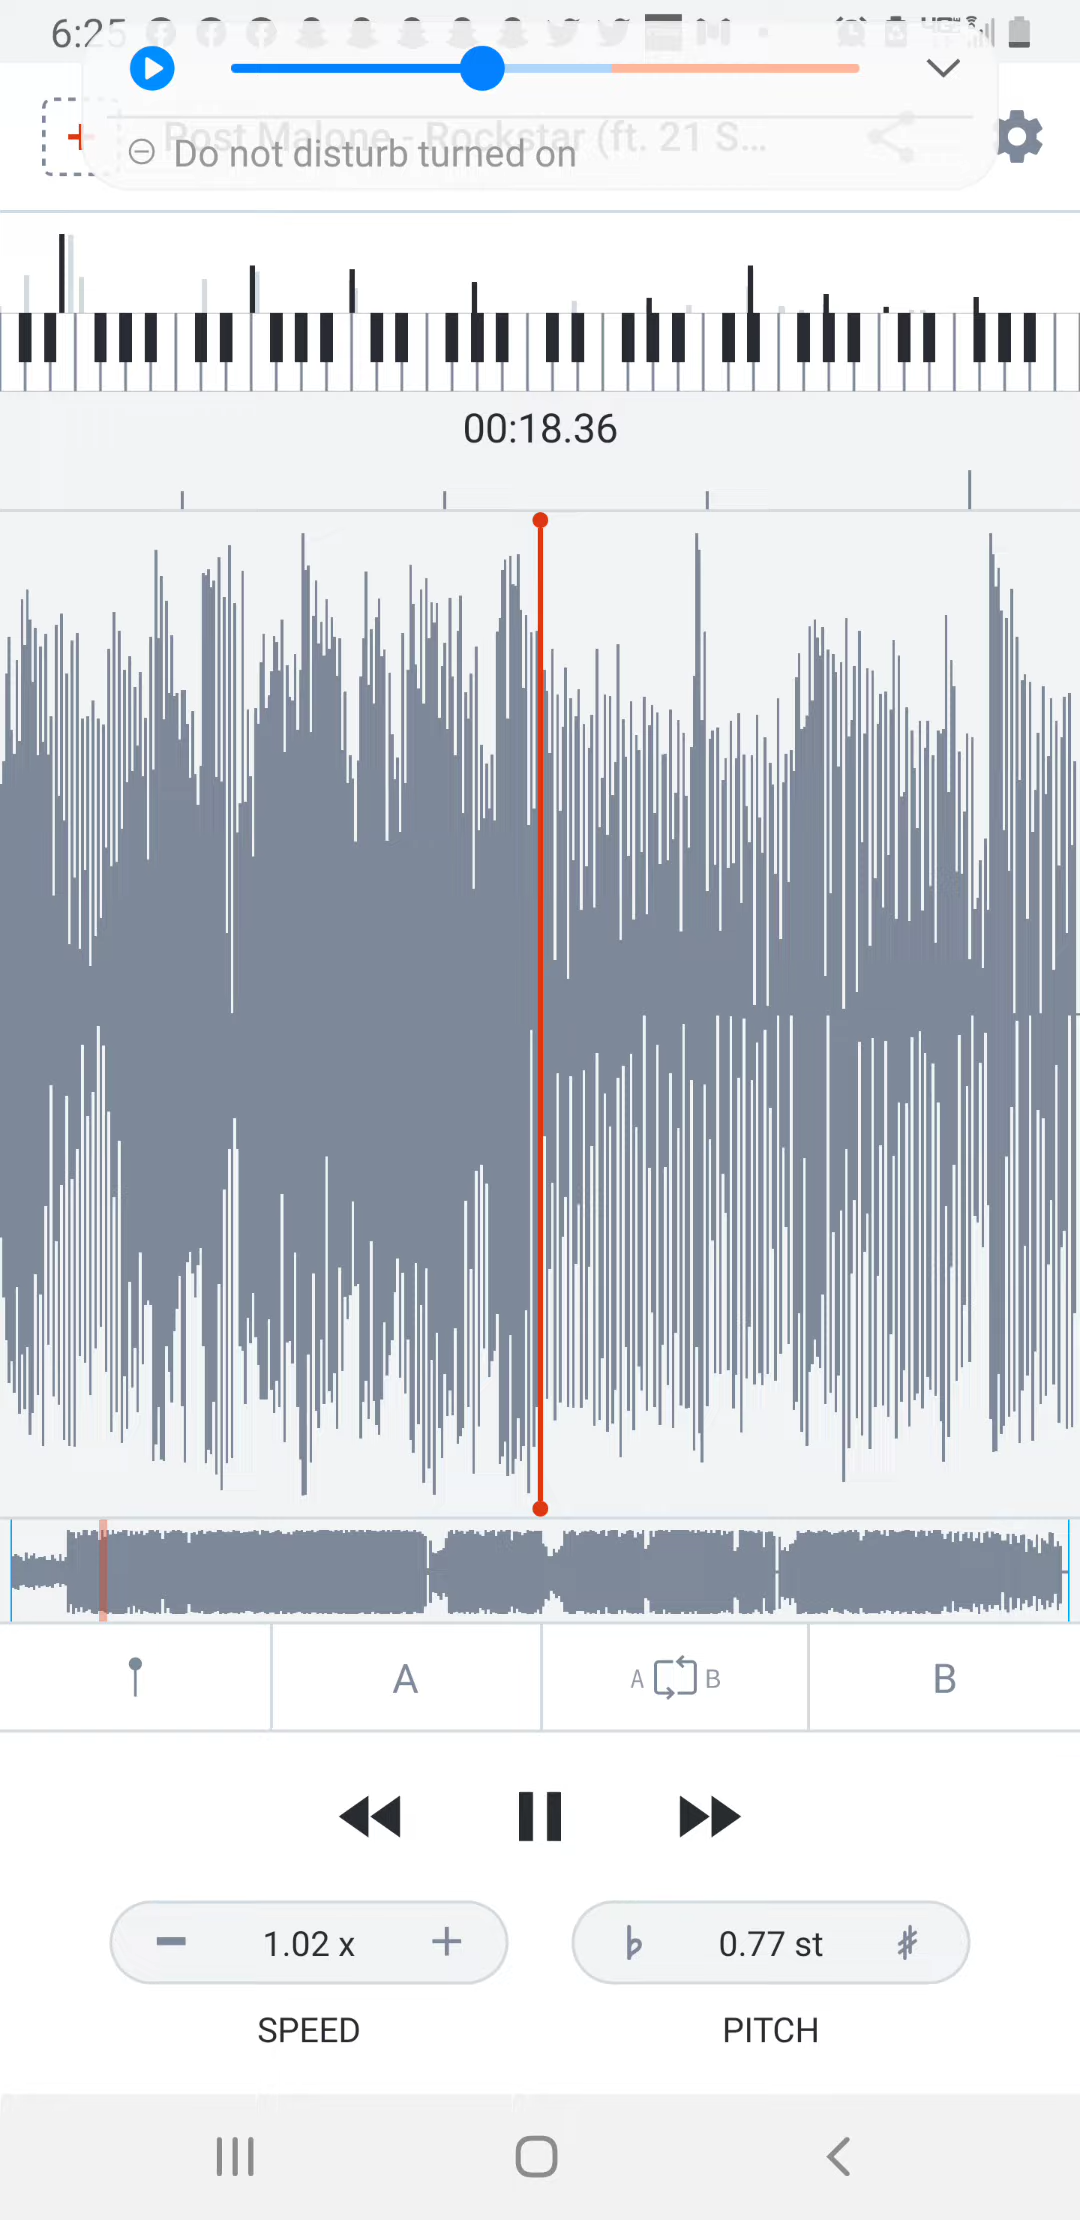 6:25
Post Malone - Rockstar (ft. 21 S...
Do not disturb turned on
00:18.36
A
A B
B
1.02 x
0.77 st
SPEED
PITCH